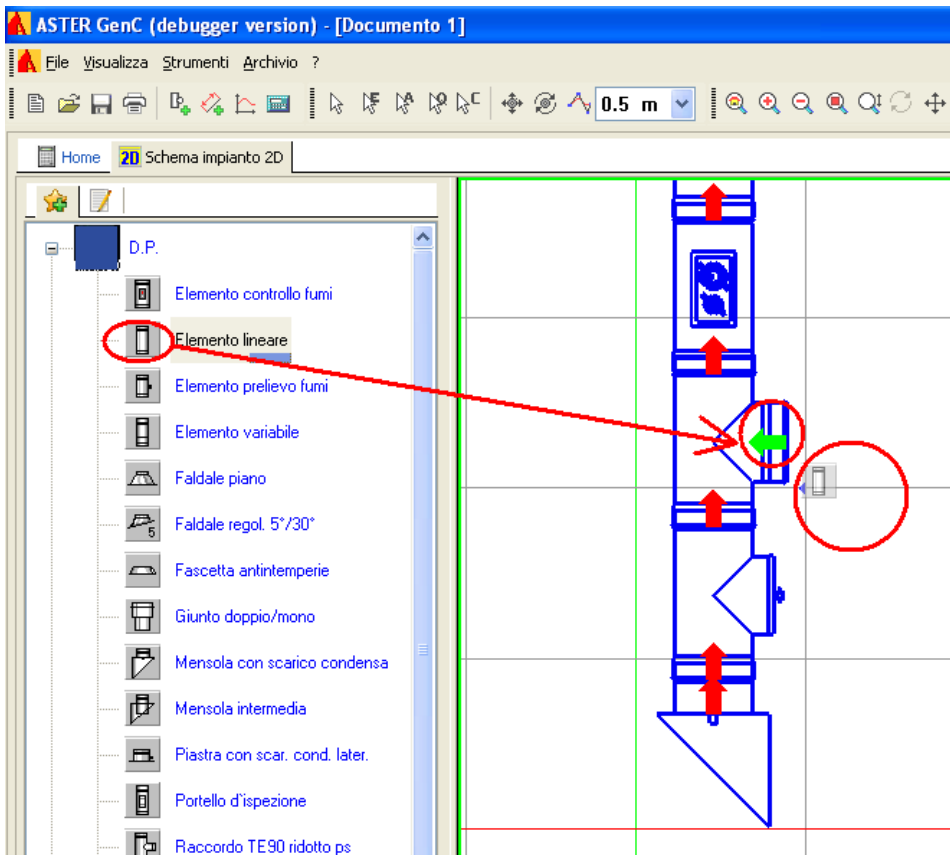 ASTER GenC (debugger version) - [Documento 1]
File Visualizza Strumenti Archivio ?
0.5 m
Home 2D Schema impianto 2D
D.P.
Elemento controllo fumi
Elemento lineare
Elemento prelievo fumi
Elemento variabile
Faldale piano
Faldale regol. 5°/30°
Fascetta antintemperie
Giunto doppio/mono
Mensola con scarico condensa
Mensola intermedia
Piastra con scar. cond. later.
Portello d'ispezione
Raccordo TE90 ridotto ps